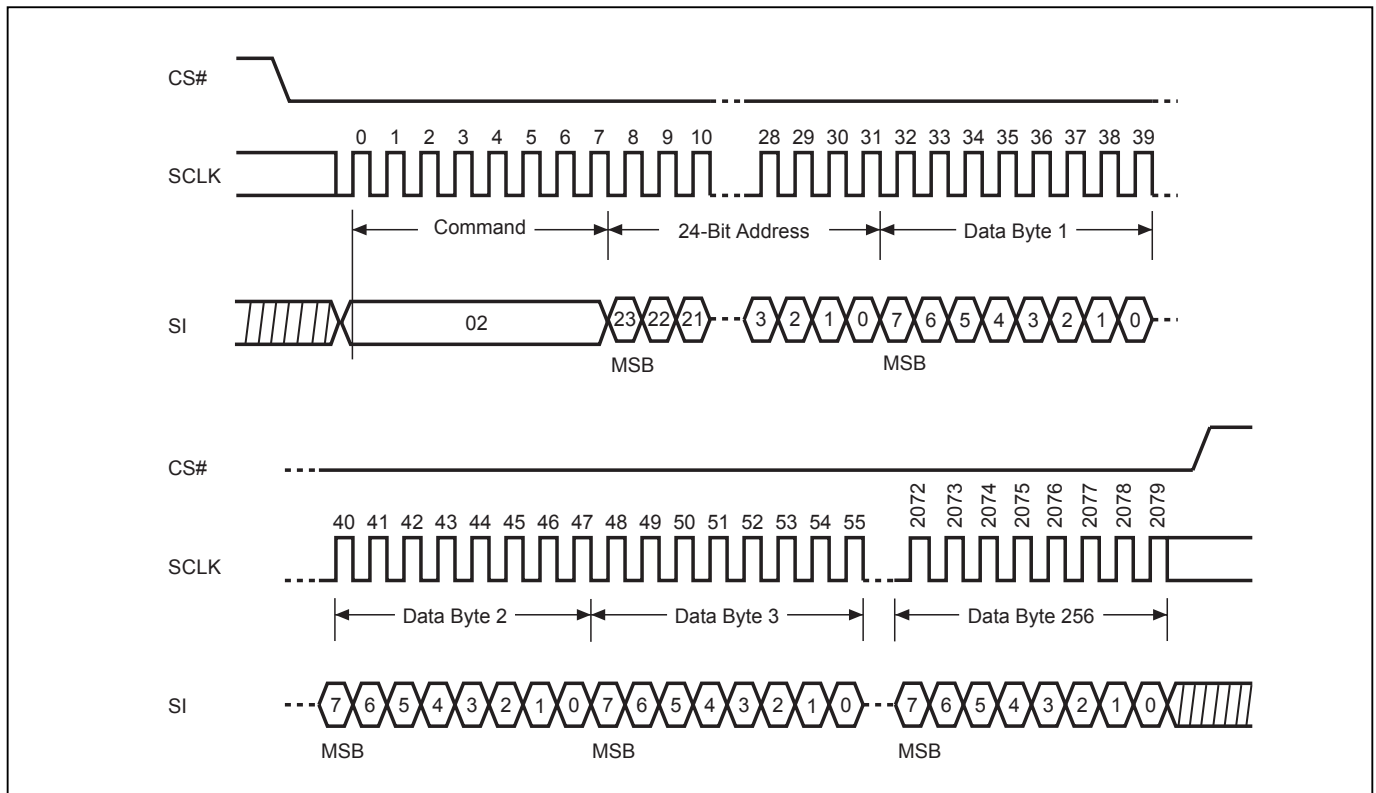 CS#
0 1 2 3 4 5 6 7 8 9 10 28 29 30 31 32 33 34 35 36 37 38 39
SCLK
Command 24-Bit Address Data Byte 1
SI 02 23 22 21 3 2 1 0 7 6 5 4 3 2 1 0
MSB MSB
CS#
40 41 42 43 44 45 46 47 48 49 50 51 52 53 54 55 2072 2073 2074 2075 2076 2077 2078 2079
SCLK
Data Byte 2 Data Byte 3 Data Byte 256
SI 7 6 5 4 3 2 1 0 7 6 5 4 3 2 1 0 7 6 5 4 3 2 1 0
MSB MSB MSB